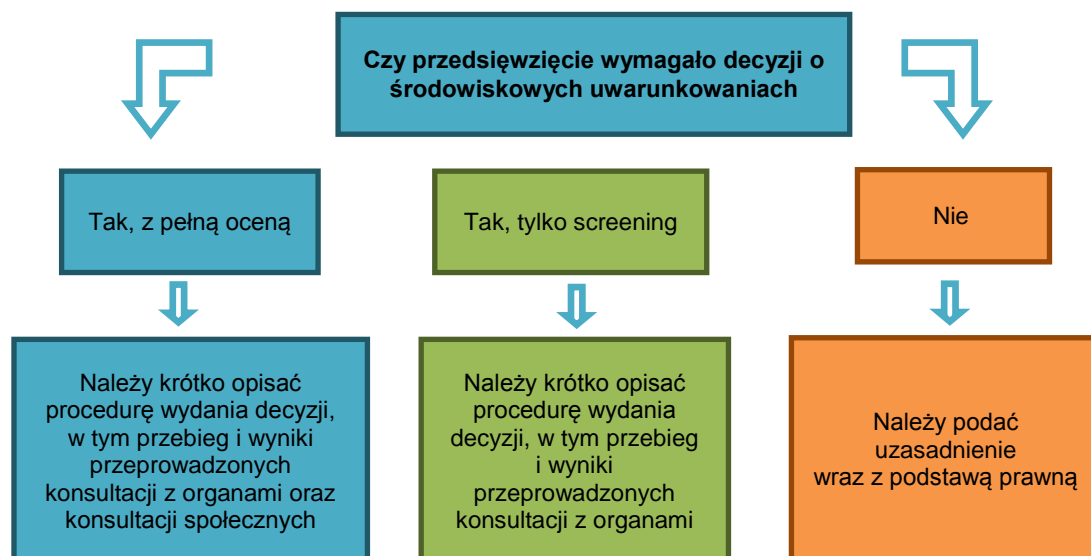 Czy przedsięwzięcie wymagało decyzji o
środowiskowych uwarunkowaniach
Tak, z pełną oceną
Tak, tylko screening
Nie
Należy krótko opisać
procedurę wydania decyzji,
w tym przebieg i wyniki
przeprowadzonych
konsultacji z organami oraz
konsultacji społecznych
Należy krótko opisać
procedurę wydania
decyzji, w tym przebieg
i wyniki
przeprowadzonych
konsultacji z organami
Należy podać
uzasadnienie
wraz z podstawą prawną